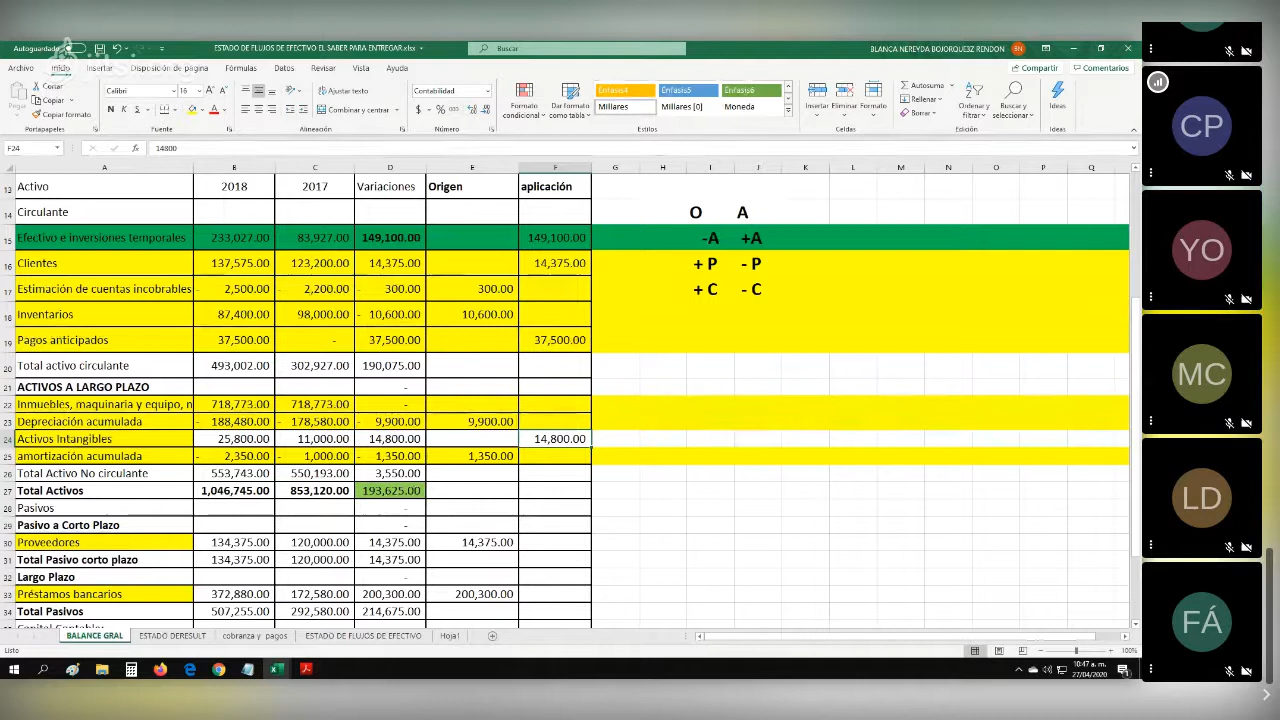 Autoguardado ESTADO DE FLUJOS DE EFECTIVO EL SABER PARA ENTREGAR.xlsx Buscar BLANCA NEREYDA BOJORQUE3Z RENDON BN
Archivo Inicio Insertar Disposición de página Fórmulas Datos Revisar Vista Ayuda Compartir Comentarios
Pegar Cortar Copiar Copiar formato Calibri 16 Ajustar texto Combinar y centrar Contabilidad Formato condicional Dar formato como tabla Énfasis4 Énfasis5 Énfasis6 Millares Millares [0] Moneda Insertar Eliminar Formato Autosuma Rellenar Borrar Ordenar y filtrar Buscar y seleccionar Ideas
Portapapeles Fuente Alineación Número Estilos Celdas Edición Ideas
F24 14800
A B C D E F G H I J K L M N O P Q
13 Activo 2018 2017 Variaciones Origen aplicación
14 Circulante O A
15 Efectivo e inversiones temporales 233,027.00 83,927.00 149,100.00 149,100.00 -A +A
16 Clientes 137,575.00 123,200.00 14,375.00 14,375.00 + P - P
17 Estimación de cuentas incobrables - 2,500.00 - 2,200.00 - 300.00 300.00 + C - C
18 Inventarios 87,400.00 98,000.00 - 10,600.00 10,600.00
19 Pagos anticipados 37,500.00 - 37,500.00 37,500.00
20 Total activo circulante 493,002.00 302,927.00 190,075.00
21 ACTIVOS A LARGO PLAZO -
22 Inmuebles, maquinaria y equipo, n 718,773.00 718,773.00 -
23 Depreciación acumulada - 188,480.00 - 178,580.00 - 9,900.00 9,900.00
24 Activos Intangibles 25,800.00 11,000.00 14,800.00 14,800.00
25 amortización acumulada - 2,350.00 - 1,000.00 - 1,350.00 1,350.00
26 Total Activo No circulante 553,743.00 550,193.00 3,550.00
27 Total Activos 1,046,745.00 853,120.00 193,625.00
28 Pasivos -
29 Pasivo a Corto Plazo -
30 Proveedores 134,375.00 120,000.00 14,375.00 14,375.00
31 Total Pasivo corto plazo 134,375.00 120,000.00 14,375.00
32 Largo Plazo -
33 Préstamos bancarios 372,880.00 172,580.00 200,300.00 200,300.00
34 Total Pasivos 507,255.00 292,580.00 214,675.00
BALANCE GRAL ESTADO DERESULT cobranza y pagos ESTADO DE FLUJOS DE EFECTIVO Hoja1
Listo 100%
10:47 a. m.
27/04/2020
CP
YO
MC
LD
FÁ